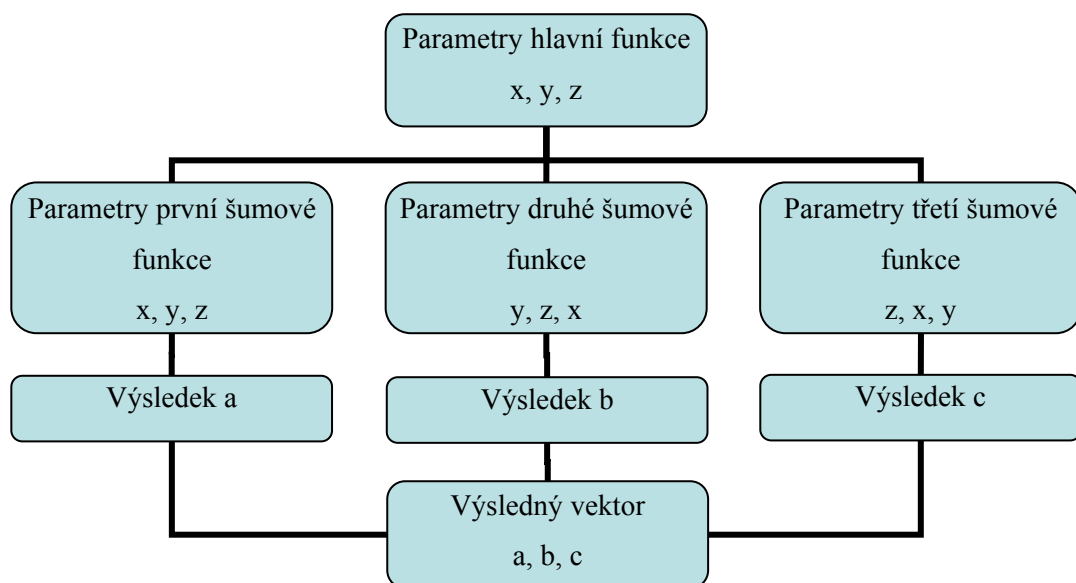 Parametry hlavní funkce
x, y, z
Parametry první šumové
funkce
x, y, z
Parametry druhé šumové
funkce
y, z, x
Parametry třetí šumové
funkce
z, x, y
Výsledek a
Výsledek b
Výsledek c
Výsledný vektor
a, b, c